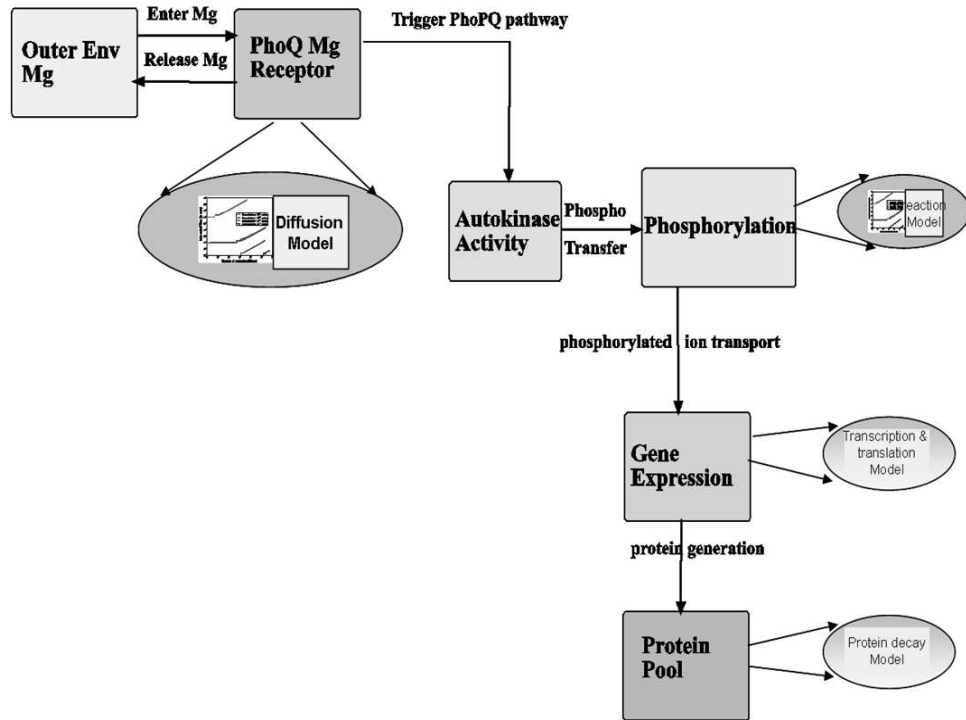 Enter Mg
Trigger PhoPQ pathway
Outer Env
Mg
Release Mg
PhoQ Mg
Receptor
Diffusion
Model
Autokinase
Activity
Phospho
Transfer
Phosphorylation
Model
phosphorylated ion transport
Gene
Expression
Transcription &
translation
Model
protein generation
Protein
Pool
Protein decay
Model